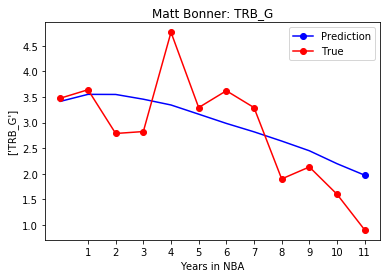 Matt Bonner: TRB_G
Prediction
True
['TRB_G']
4.5
4.0
3.5
3.0
2.5
2.0
1.5
1.0
1 2 3 4 5 6 7 8 9 10 11
Years in NBA